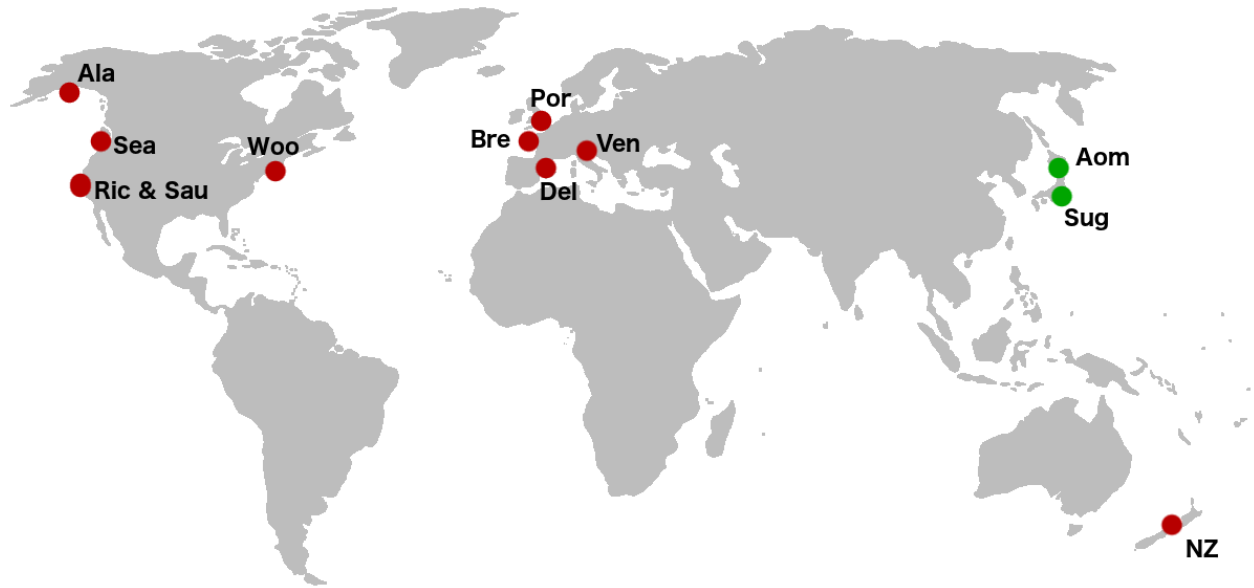 Ala
Por
Sea
Woo
Bre
Ven
Aom
Ric & Sau
Del
Sug
NZ